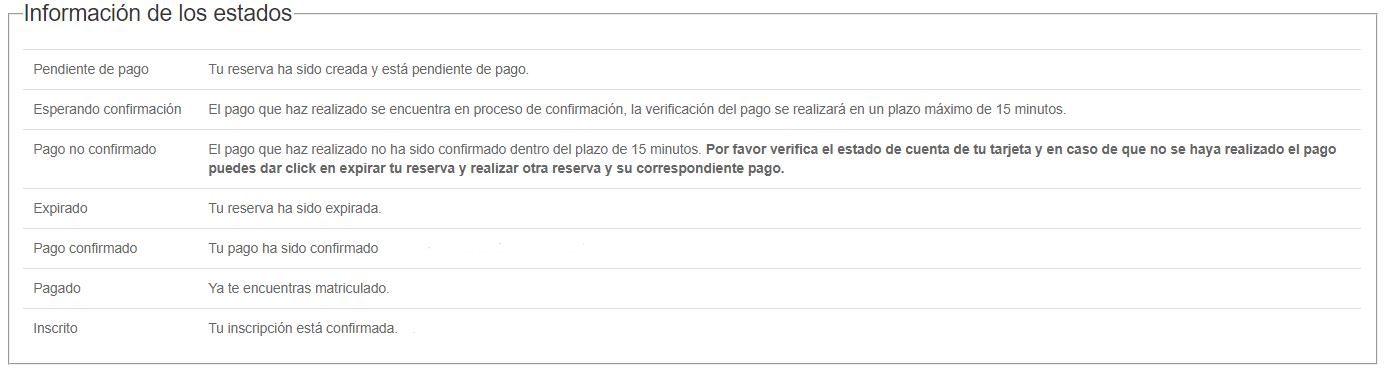 Información de los estados
Pendiente de pago Tu reserva ha sido creada y está pendiente de pago.
Esperando confirmación El pago que haz realizado se encuentra en proceso de confirmación, la verificación del pago se realizará en un plazo máximo de 15 minutos.
Pago no confirmado El pago que haz realizado no ha sido confirmado dentro del plazo de 15 minutos. Por favor verifica el estado de cuenta de tu tarjeta y en caso de que no se haya realizado el pago
puedes dar click en expirar tu reserva y realizar otra reserva y su correspondiente pago.
Expirado Tu reserva ha sido expirada.
Pago confirmado Tu pago ha sido confirmado
Pagado Ya te encuentras matriculado.
Inscrito Tu inscripción está confirmada.